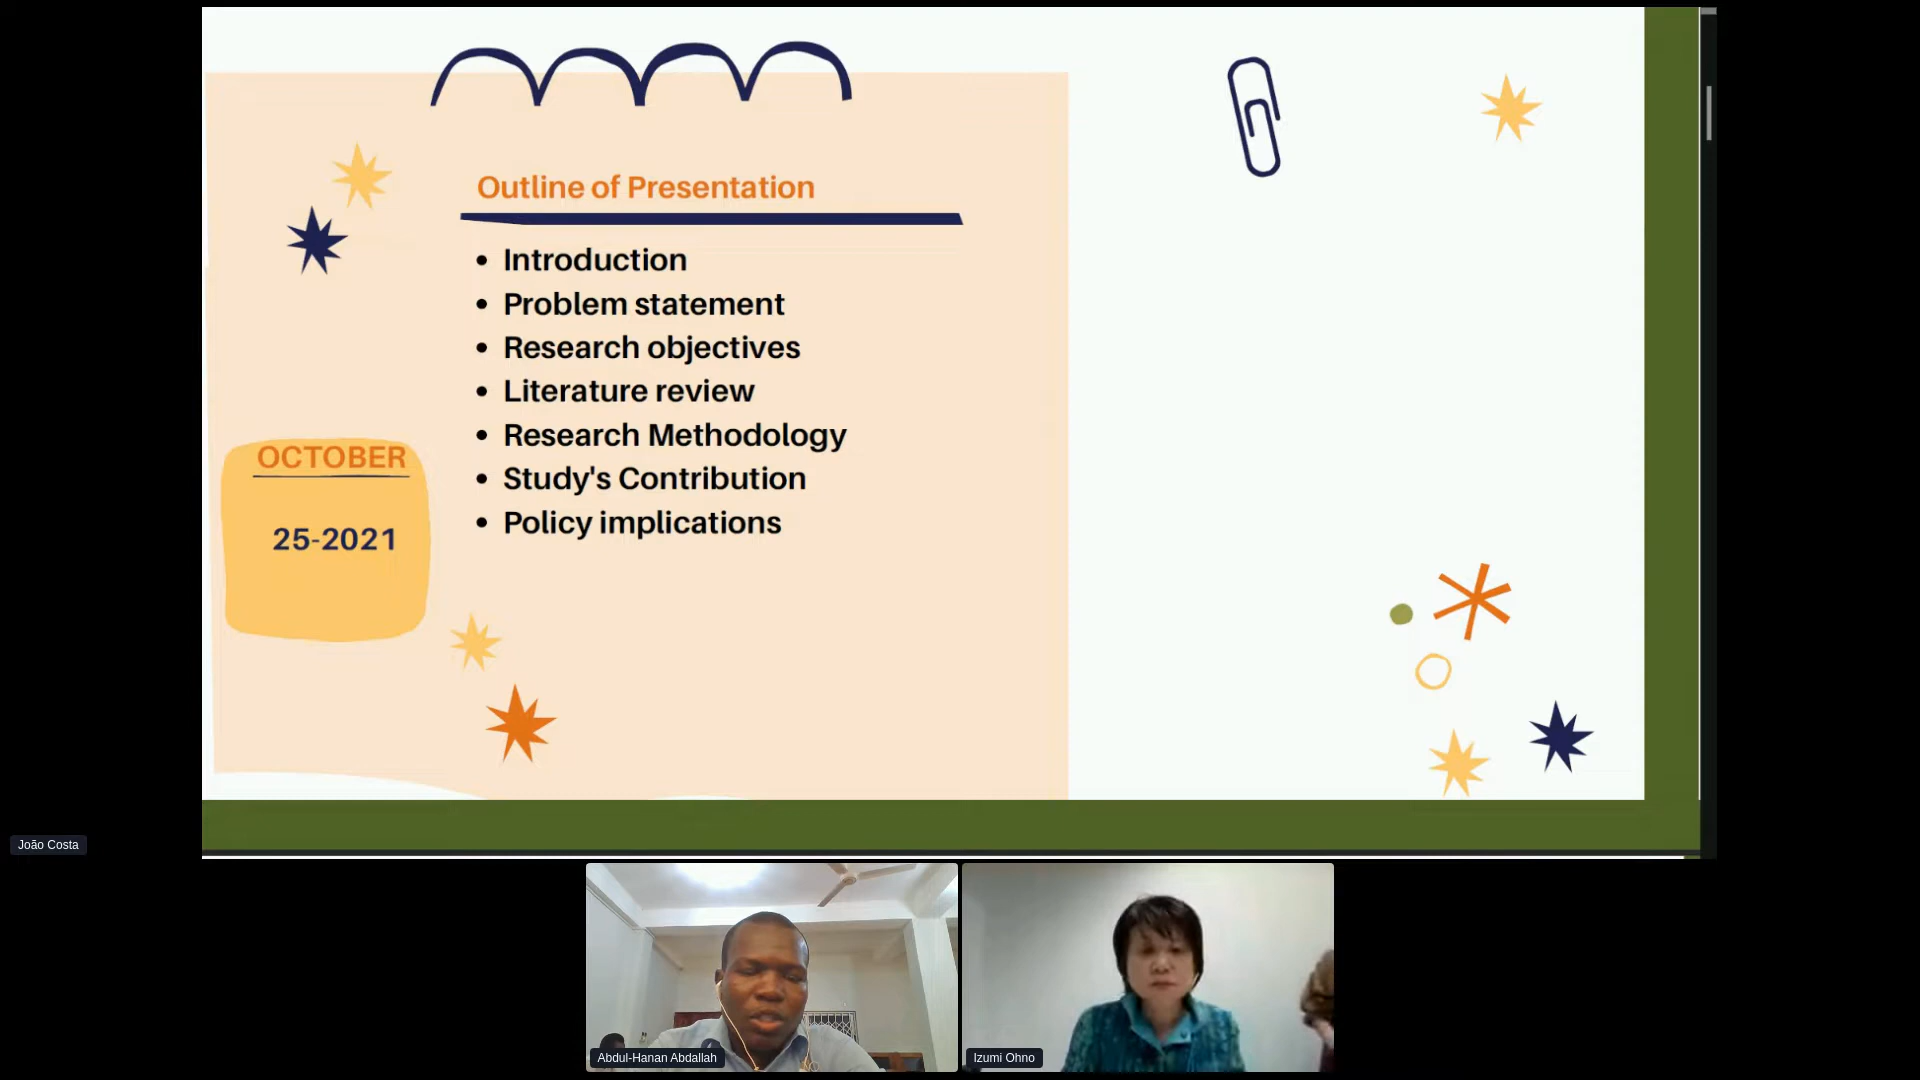 Outline of Presentation
• Introduction
• Problem statement
• Research objectives
• Literature review
• Research Methodology
• Study's Contribution
• Policy implications
OCTOBER
25-2021
João Costa
Abdul-Hanan Abdallah
Izumi Ohno